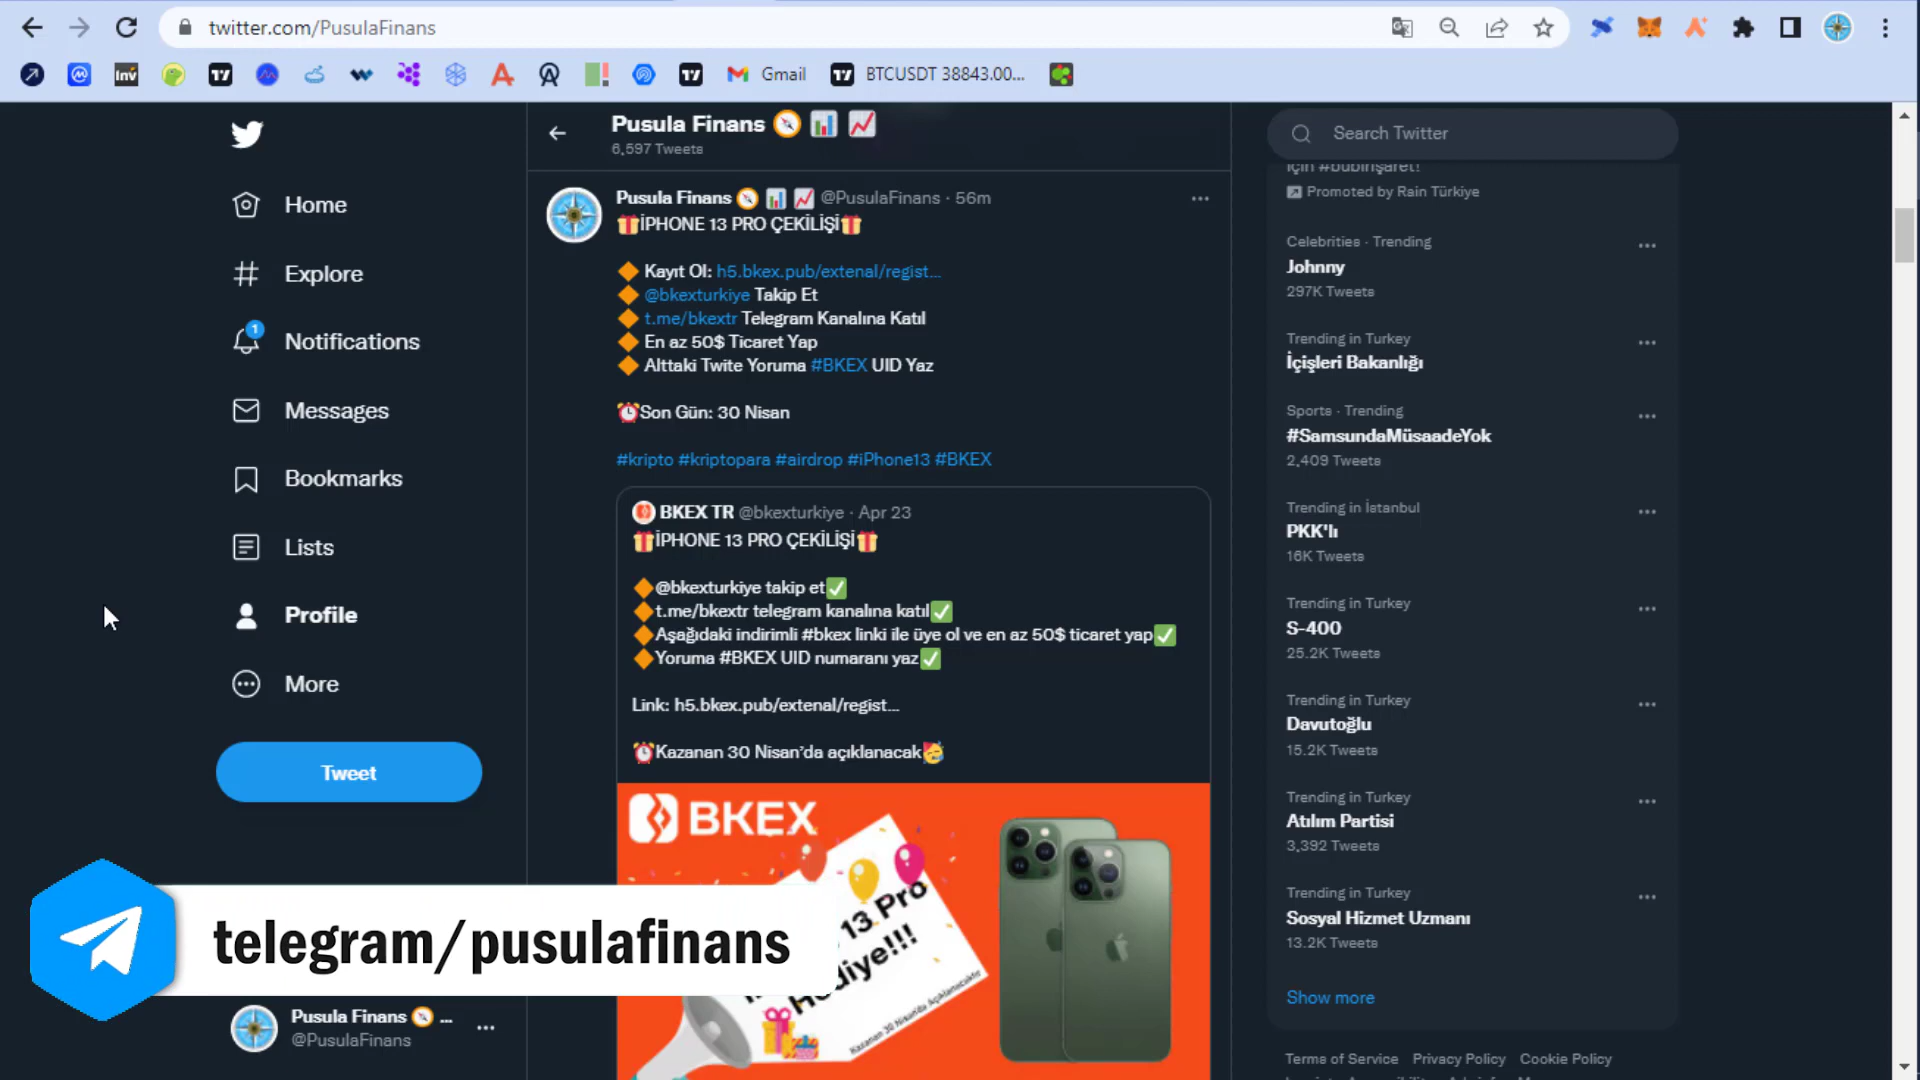 twitter.com/PusulaFinans
Gmail
BTCUSDT 38843.00...
Home
Explore
1
Notifications
Messages
Bookmarks
Lists
Profile
More
Tweet
Pusula Finans
...
@PusulaFinans
telegram/pusulafinans
Pusula Finans
6,597 Tweets
Pusula Finans @PusulaFinans · 56m
İPHONE 13 PRO ÇEKİLİŞİ
Kayıt Ol: h5.bkex.pub/extenal/regist...
@bkexturkiye Takip Et
t.me/bkextr Telegram Kanalına Katıl
En az 50$ Ticaret Yap
Alttaki Twite Yoruma #BKEX UID Yaz
Son Gün: 30 Nisan
#kripto #kriptopara #airdrop #iPhone13 #BKEX
BKEX TR @bkexturkiye · Apr 23
İPHONE 13 PRO ÇEKİLİŞİ
@bkexturkiye takip et
t.me/bkextr telegram kanalına katıl
Aşağıdaki indirimli #bkex linki ile üye ol ve en az 50$ ticaret yap
Yoruma #BKEX UID numaranı yaz
Link: h5.bkex.pub/extenal/regist...
Kazanan 30 Nisan’da açıklanacak
BKEX
13 Pro
Hediye!!!
Kazanan 30 Nisanda Açıklanacaktır
Search Twitter
için #bubirişaret!
Promoted by Rain Türkiye
Celebrities · Trending
Johnny
297K Tweets
Trending in Turkey
İçişleri Bakanlığı
Sports · Trending
#SamsundaMüsaadeYok
2,409 Tweets
Trending in İstanbul
PKK'lı
16K Tweets
Trending in Turkey
S-400
25.2K Tweets
Trending in Turkey
Davutoğlu
15.2K Tweets
Trending in Turkey
Atılım Partisi
3,392 Tweets
Trending in Turkey
Sosyal Hizmet Uzmanı
13.2K Tweets
Show more
Terms of Service Privacy Policy Cookie Policy